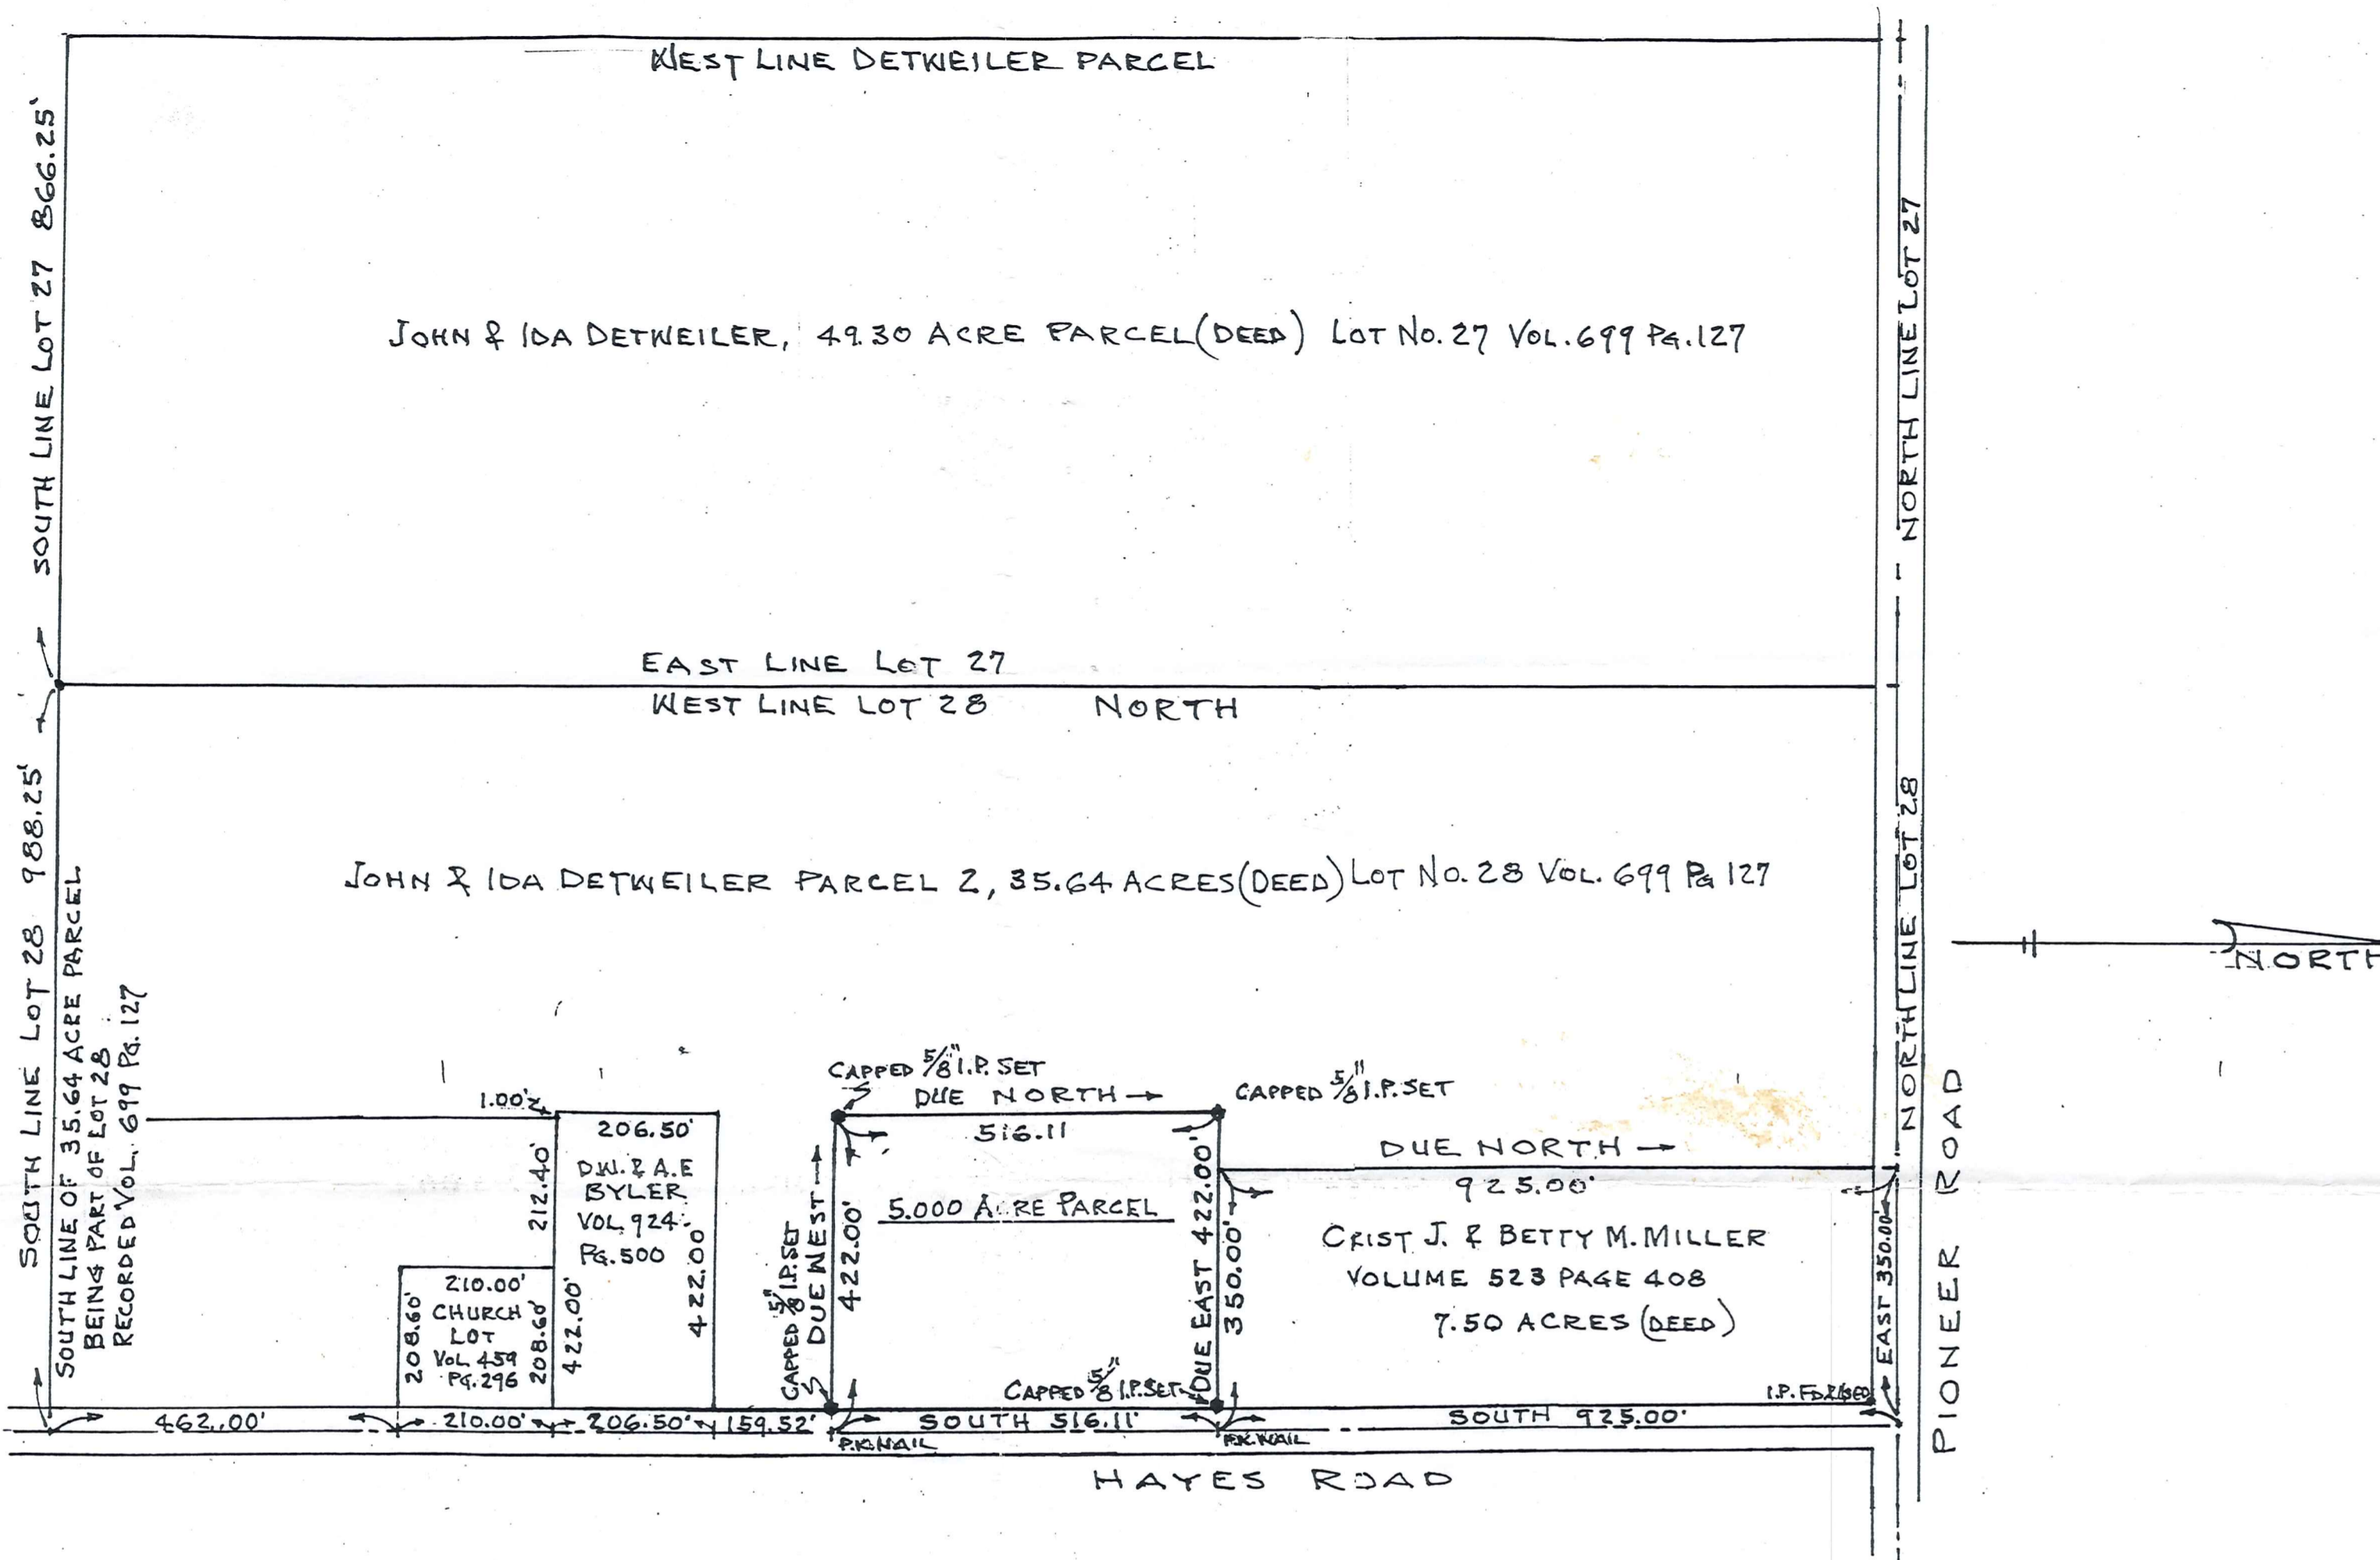 WEST LINE DETWEILER PARCEL
SOUTH LINE LOT 27 866.25'
NORTH LINE LOT 27
JOHN & IDA DETWEILER, 49.30 ACRE PARCEL (DEED) LOT No. 27 VOL. 699 PG. 127
EAST LINE LOT 27
WEST LINE LOT 28 NORTH
SOUTH LINE LOT 28 988.25'
SOUTH LINE OF 35.64 ACRE PARCEL
BEING PART OF LOT 28
RECORDED VOL. 699 PG. 127
JOHN & IDA DETWEILER PARCEL 2, 35.64 ACRES (DEED) LOT No. 28 VOL. 699 PG 127
NORTH LINE LOT 28
NORTH
PIONEER ROAD
1.00'
206.50'
D.W. & A.E
BYLER
VOL. 924
PG. 500
212.40'
422.00'
422.00
210.00'
CHURCH
LOT
VOL 459
PG. 296
208.60'
208.60'
CAPPED 5/8" I.P. SET
DUE NORTH
CAPPED 5/8" I.P. SET
516.11
5.000 ACRE PARCEL
CAPPED 5/8" I.P. SET
DUE WEST
422.00'
DUE EAST 422.00'
350.00'
CAPPED 5/8" I.P. SET
DUE NORTH
925.00'
CRIST J. & BETTY M. MILLER
VOLUME 523 PAGE 408
7.50 ACRES (DEED)
EAST 350.00'
I.P. FD.
462.00'
210.00'
206.50'
159.52'
SOUTH 516.11'
SOUTH 925.00'
P.K. NAIL
P.K. NAIL
HAYES ROAD